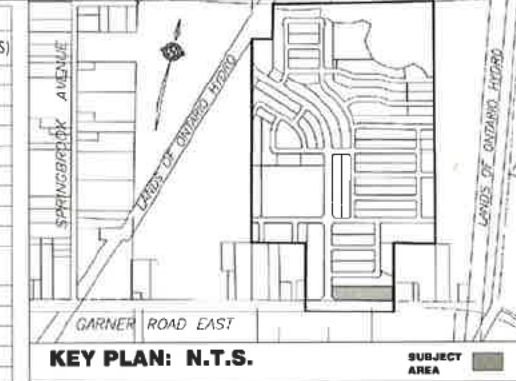 S)
SPRINGBROOK AVENUE
LANDS OF ONTARIO HYDRO
LANDS OF ONTARIO HYDRO
GARNER ROAD EAST
KEY PLAN: N.T.S.
SUBJECT
AREA